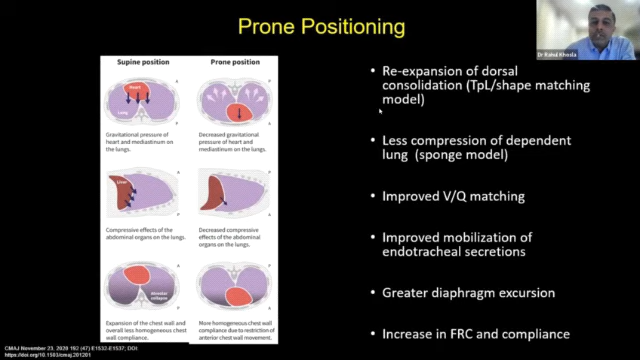 Prone Positioning
Dr Rahul Khosla
Supine position
Prone position
A
P
Heart
Lung
P
A
Gravitational pressure of
heart and mediastinum on
the lungs.
Decreased gravitational
pressure of heart and
mediastinum on the lungs.
A
P
Liver
P
A
Compressive effects of the
abdominal organs on the lungs.
Decreased compressive
effects of the abdominal
organs on the lungs.
A
P
Alveolar
collapse
P
A
Expansion of the chest wall and
overall less homogeneous chest
wall compliance.
More homogeneous chest wall
compliance due to restriction of
anterior chest wall movement.
• Re-expansion of dorsal
consolidation (TpL/shape matching
model)
• Less compression of dependent
lung (sponge model)
• Improved V/Q matching
• Improved mobilization of
endotracheal secretions
• Greater diaphragm excursion
• Increase in FRC and compliance
CMAJ November 23, 2020 192 (47) E1532-E1537; DOI:
https://doi.org/10.1503/cmaj.201201